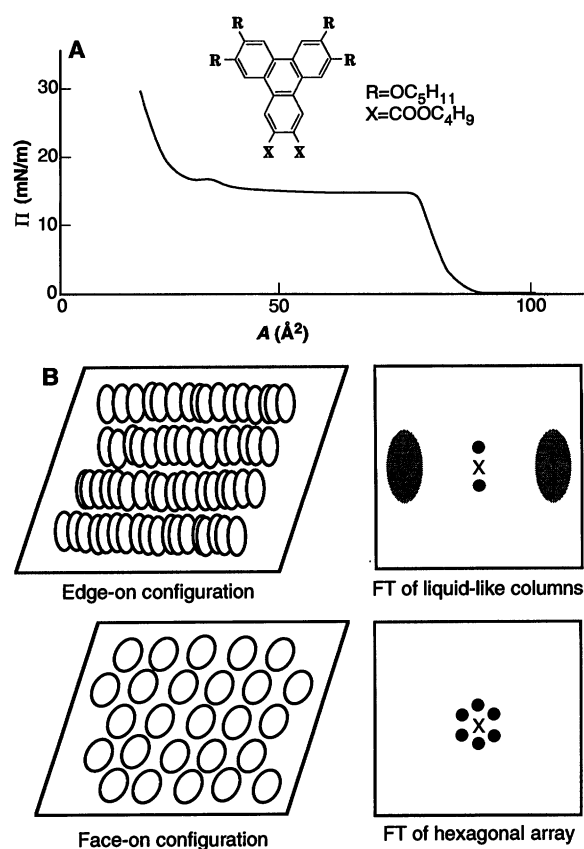 A
R
R
R
R
R=OC5H11
X=COOC4H9
X
X
30
20
10
0
Π (mN/m)
0
50
100
A (Å²)
B
X
Edge-on configuration
FT of liquid-like columns
X
Face-on configuration
FT of hexagonal array